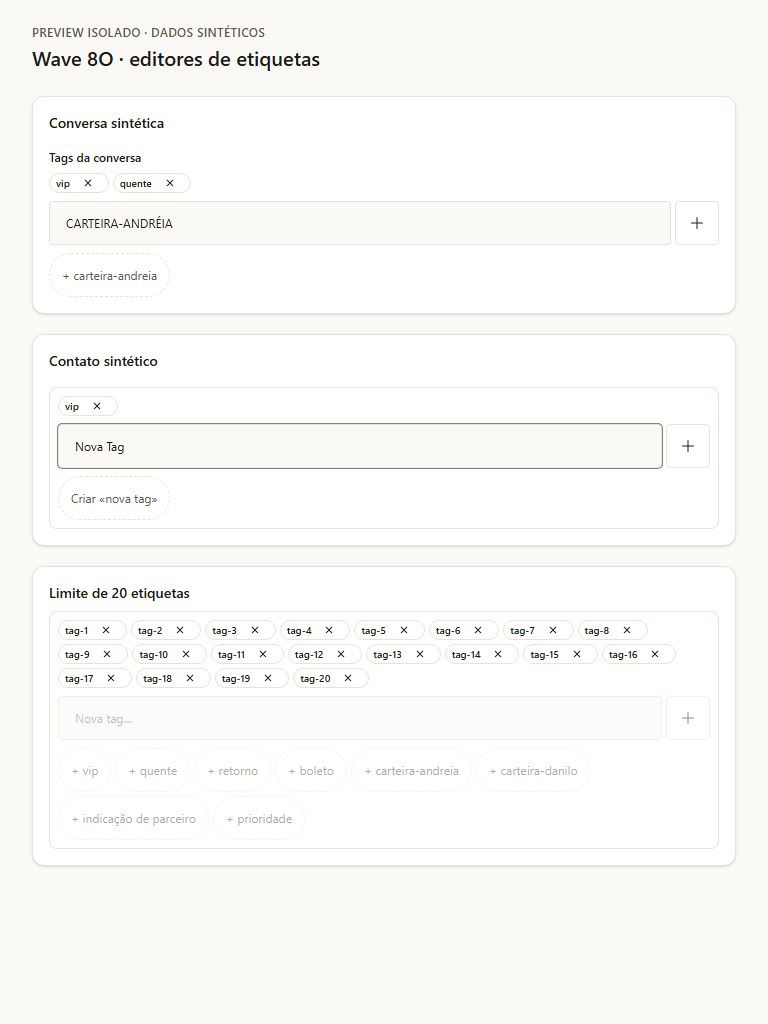 PREVIEW ISOLADO · DADOS SINTÉTICOS
Wave 8O · editores de etiquetas
Conversa sintética
Tags da conversa
vip × quente ×
CARTEIRA-ANDRÉIA +
+ carteira-andreia
Contato sintético
vip ×
Nova Tag +
Criar «nova tag»
Limite de 20 etiquetas
tag-1 × tag-2 × tag-3 × tag-4 × tag-5 × tag-6 × tag-7 × tag-8 ×
tag-9 × tag-10 × tag-11 × tag-12 × tag-13 × tag-14 × tag-15 × tag-16 ×
tag-17 × tag-18 × tag-19 × tag-20 ×
Nova tag... +
+ vip + quente + retorno + boleto + carteira-andreia + carteira-danilo
+ indicação de parceiro + prioridade